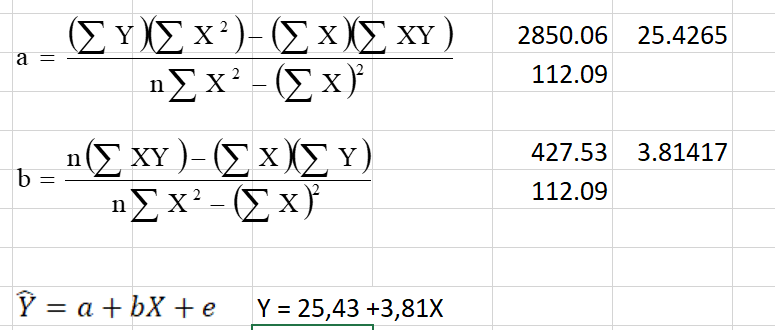 a = (∑ Y)(∑ X²) – (∑ X)(∑ XY) / n∑ X² – (∑ X)² 2850.06 25.4265
112.09
b = n(∑ XY) – (∑ X)(∑ Y) / n∑ X² – (∑ X)² 427.53 3.81417
112.09
Ŷ = a + bX + e Y = 25,43 +3,81X